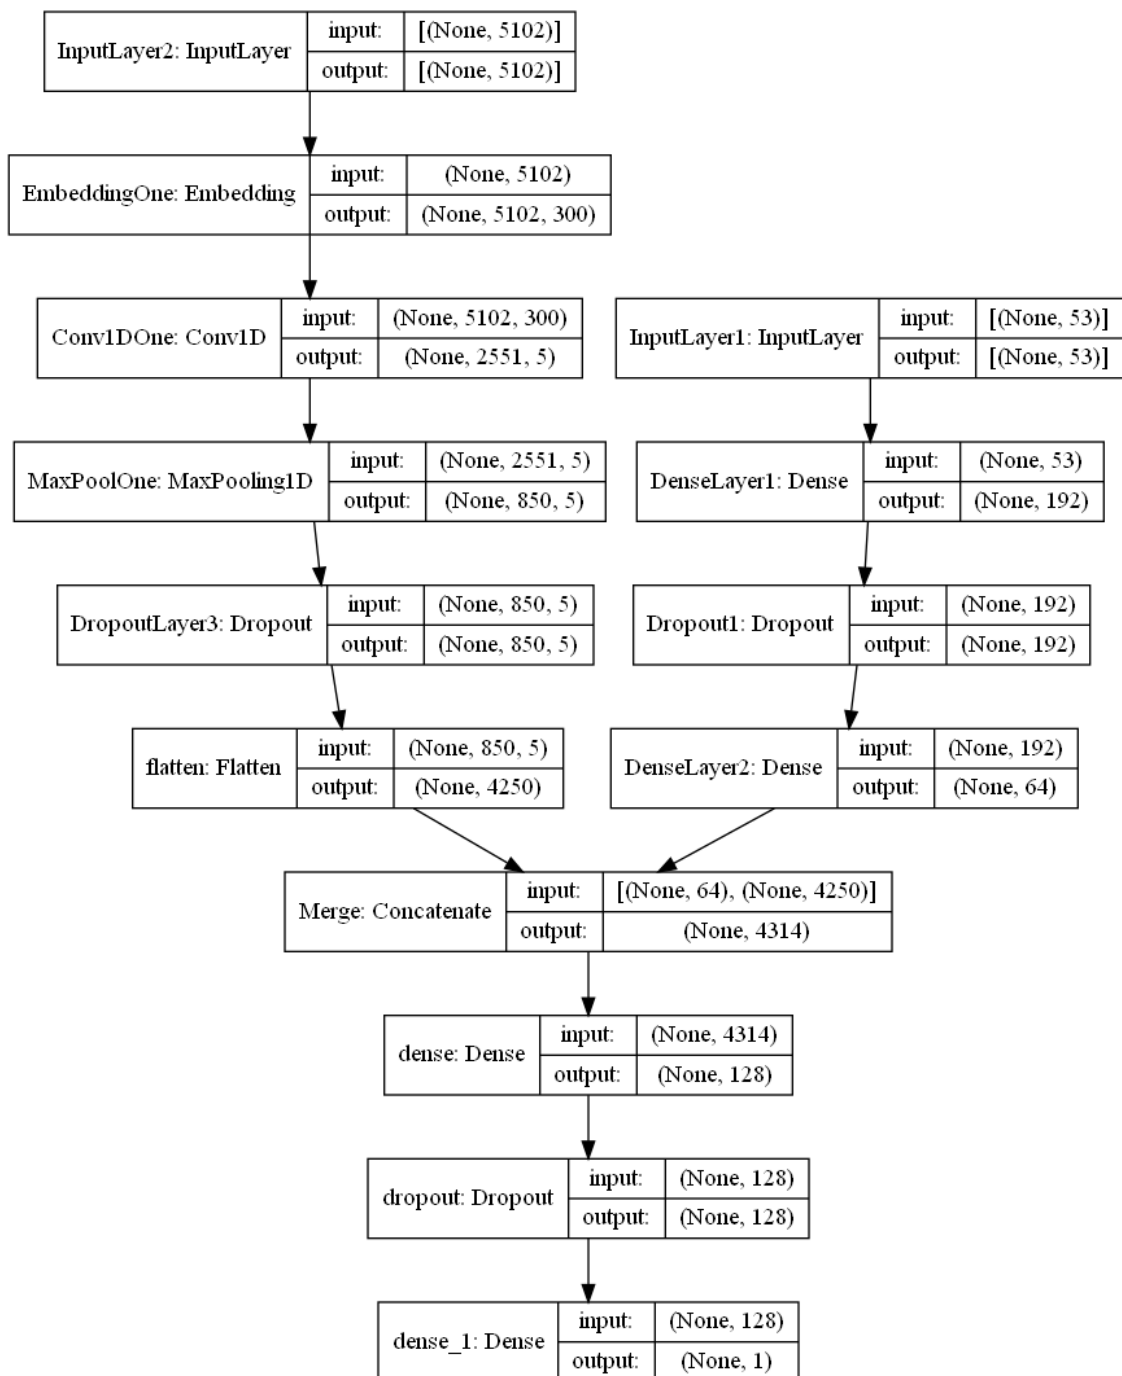 InputLayer2: InputLayer
input: [(None, 5102)]
output: [(None, 5102)]
EmbeddingOne: Embedding
input: (None, 5102)
output: (None, 5102, 300)
Conv1DOne: Conv1D
input: (None, 5102, 300)
output: (None, 2551, 5)
InputLayer1: InputLayer
input: [(None, 53)]
output: [(None, 53)]
MaxPoolOne: MaxPooling1D
input: (None, 2551, 5)
output: (None, 850, 5)
DenseLayer1: Dense
input: (None, 53)
output: (None, 192)
DropoutLayer3: Dropout
input: (None, 850, 5)
output: (None, 850, 5)
Dropout1: Dropout
input: (None, 192)
output: (None, 192)
flatten: Flatten
input: (None, 850, 5)
output: (None, 4250)
DenseLayer2: Dense
input: (None, 192)
output: (None, 64)
Merge: Concatenate
input: [(None, 64), (None, 4250)]
output: (None, 4314)
dense: Dense
input: (None, 4314)
output: (None, 128)
dropout: Dropout
input: (None, 128)
output: (None, 128)
dense_1: Dense
input: (None, 128)
output: (None, 1)